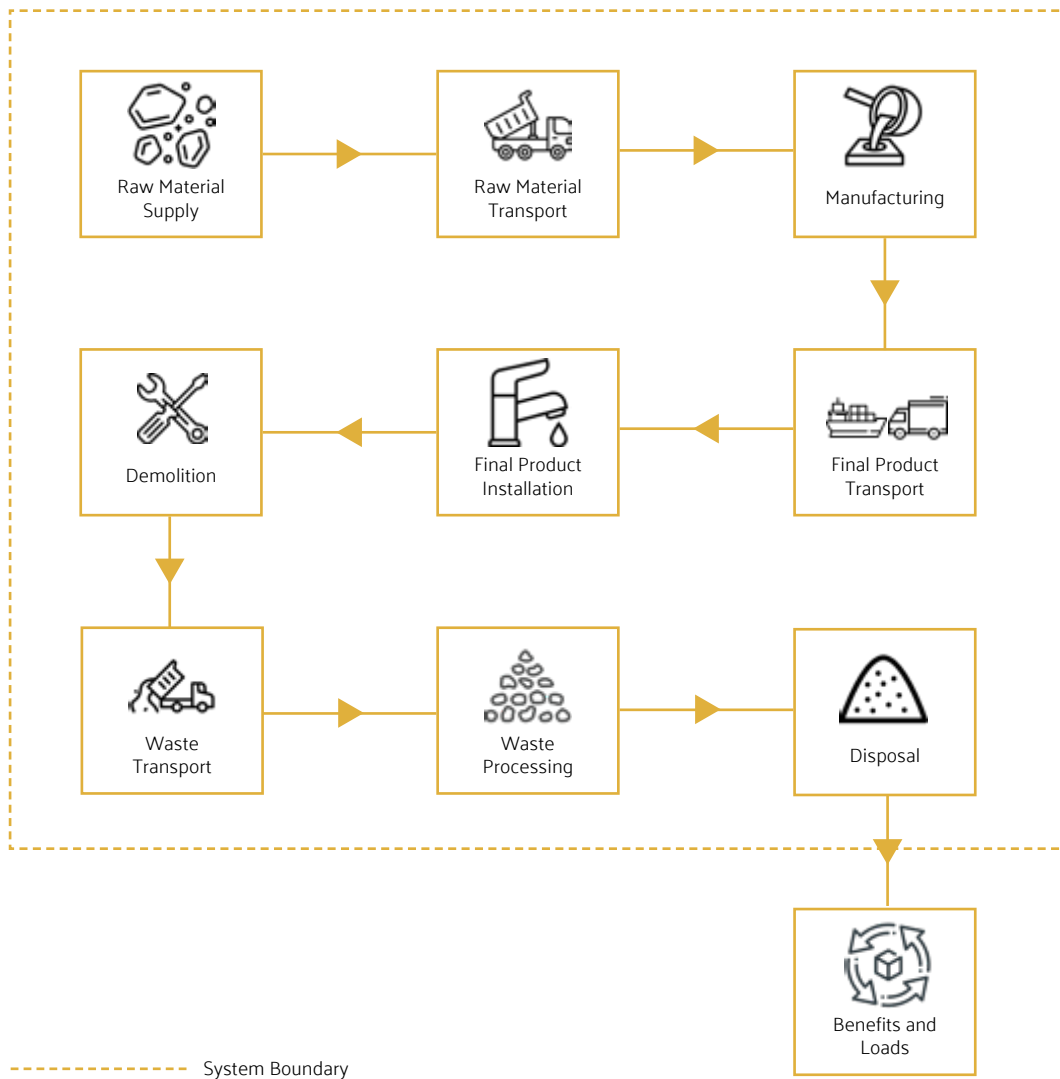 Raw Material
Supply
Raw Material
Transport
Manufacturing
Demolition
Final Product
Installation
Final Product
Transport
Waste
Transport
Waste
Processing
Disposal
Benefits and
Loads
System Boundary